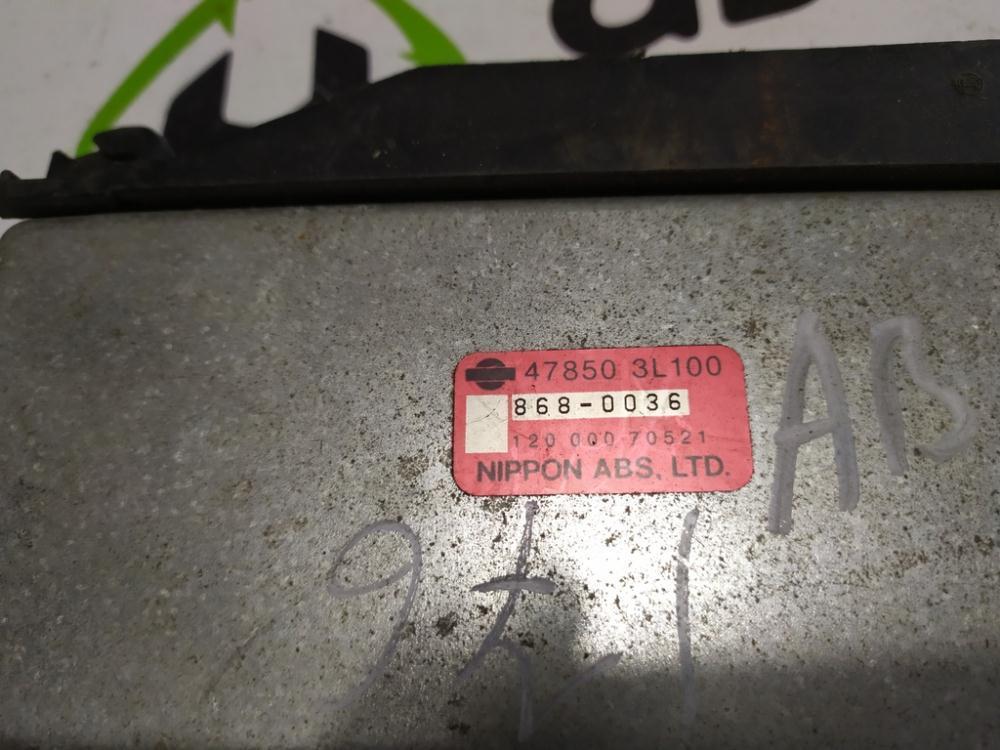 47850 3L100
868-0036
120 000 70521
NIPPON ABS, LTD.
AB